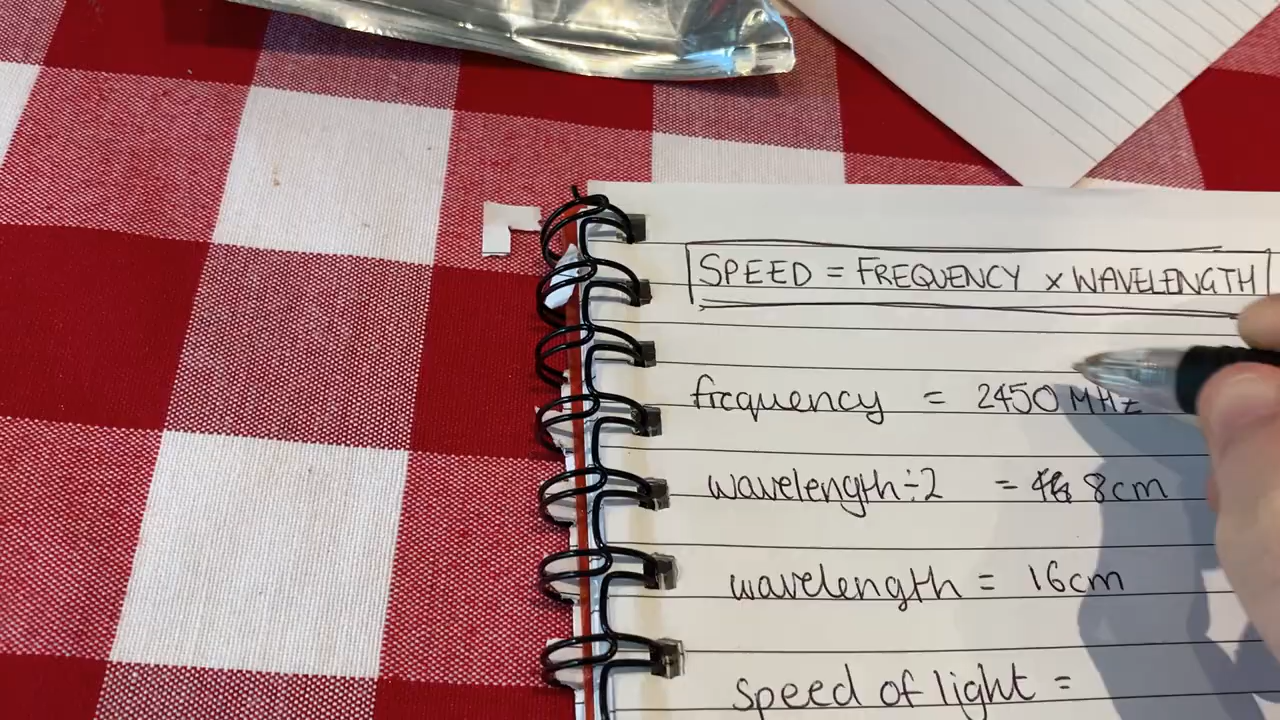 SPEED = FREQUENCY x WAVELENGTH
frequency = 2450 MHz
wavelength÷2 = 8cm
wavelength = 16cm
speed of light =